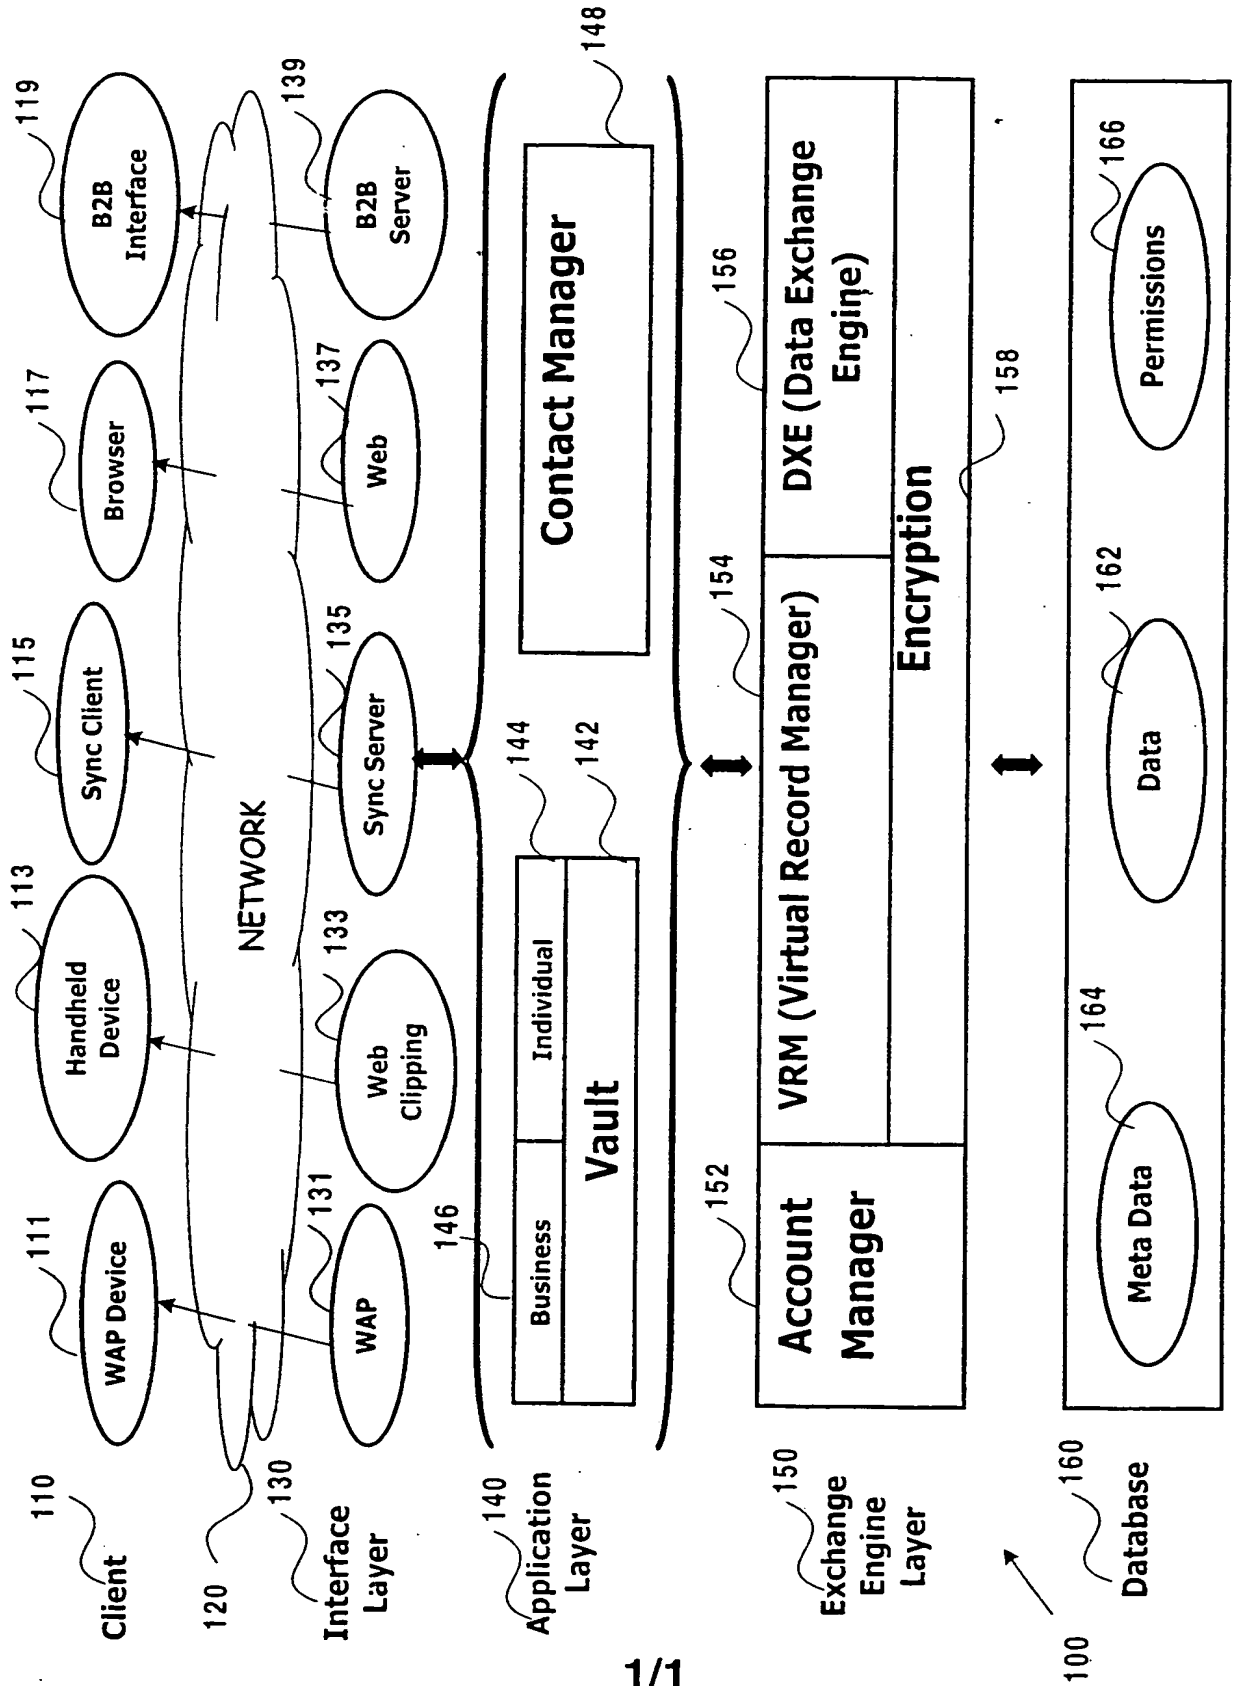 110
Client
111
WAP Device
113
Handheld
Device
115
Sync Client
117
Browser
119
B2B
Interface
120
NETWORK
130
Interface
Layer
131
WAP
133
Web
Clipping
135
Sync Server
137
Web
139
B2B
Server
140
Application
Layer
146
Business
144
Individual
142
Vault
148
Contact Manager
150
Exchange
Engine
Layer
152
Account
Manager
154
VRM (Virtual Record Manager)
156
DXE (Data Exchange
Engine)
158
Encryption
160
Database
164
Meta Data
162
Data
166
Permissions
100
1/1